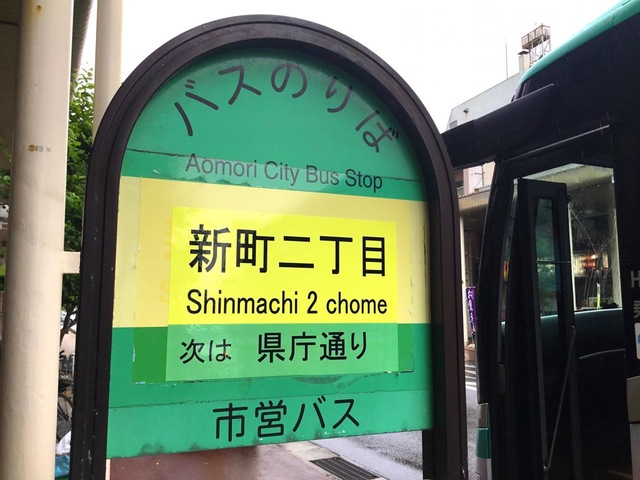 バスのりば
Aomori City Bus Stop
新町二丁目
Shinmachi 2 chome
次は 県庁通り
市営バス